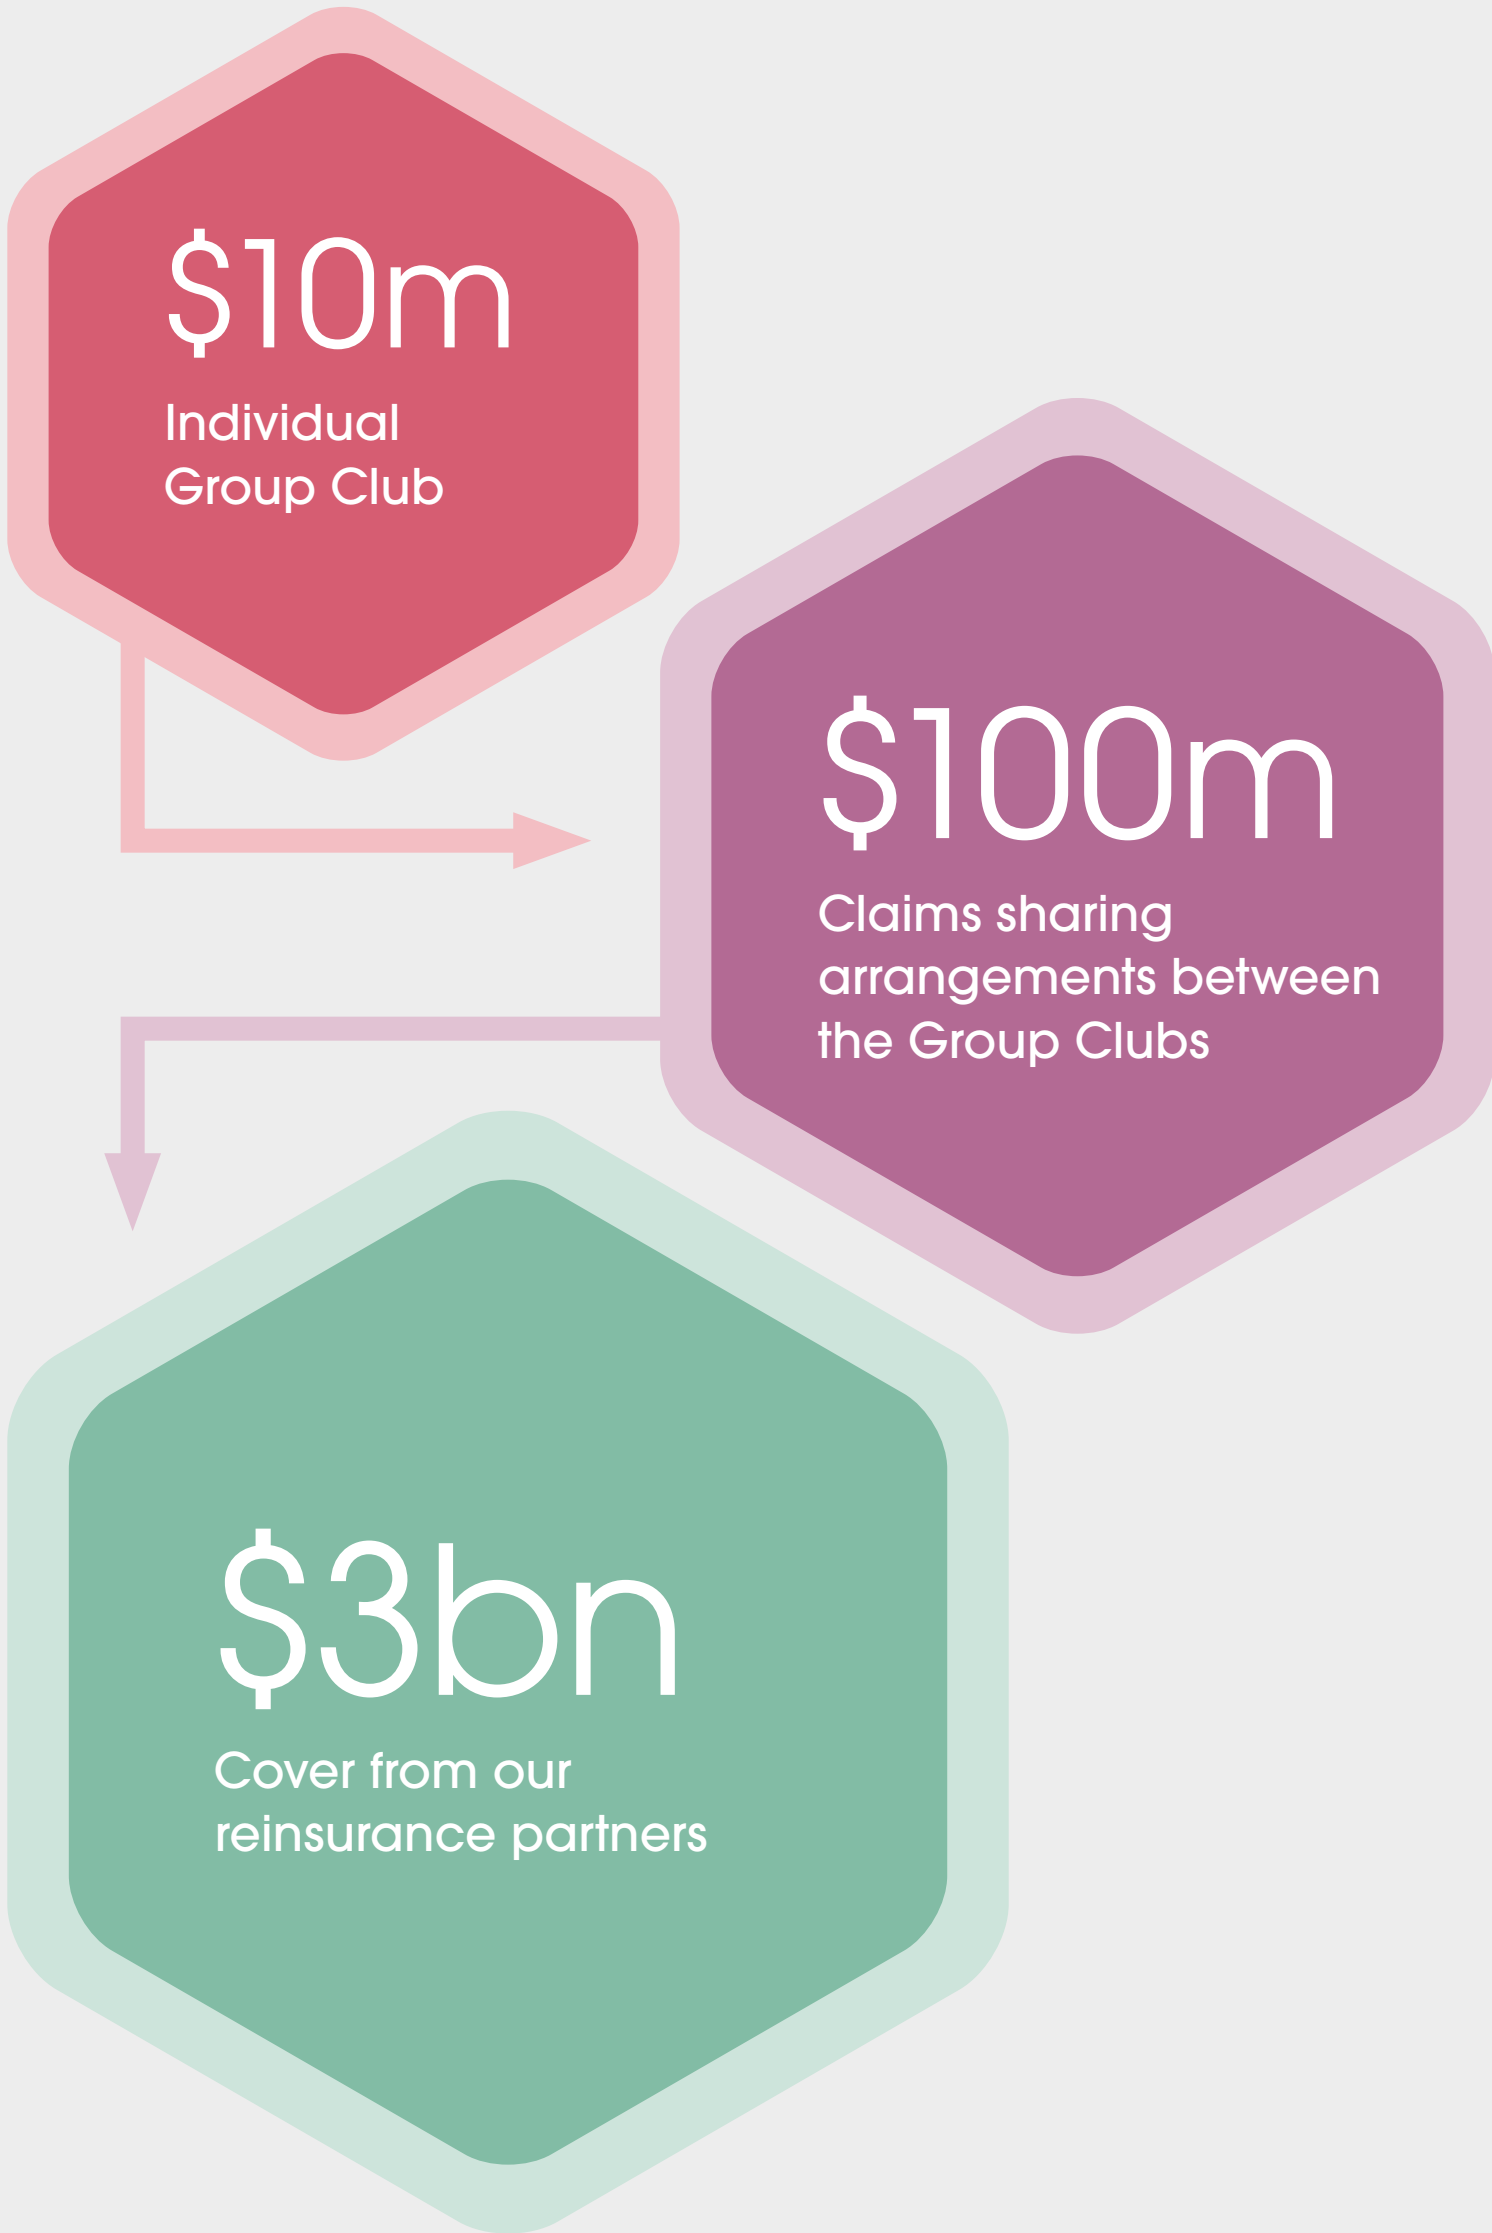 $10m
Individual
Group Club
$100m
Claims sharing
arrangements between
the Group Clubs
$3bn
Cover from our
reinsurance partners